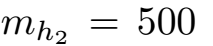 $m_{h_2} = 500$